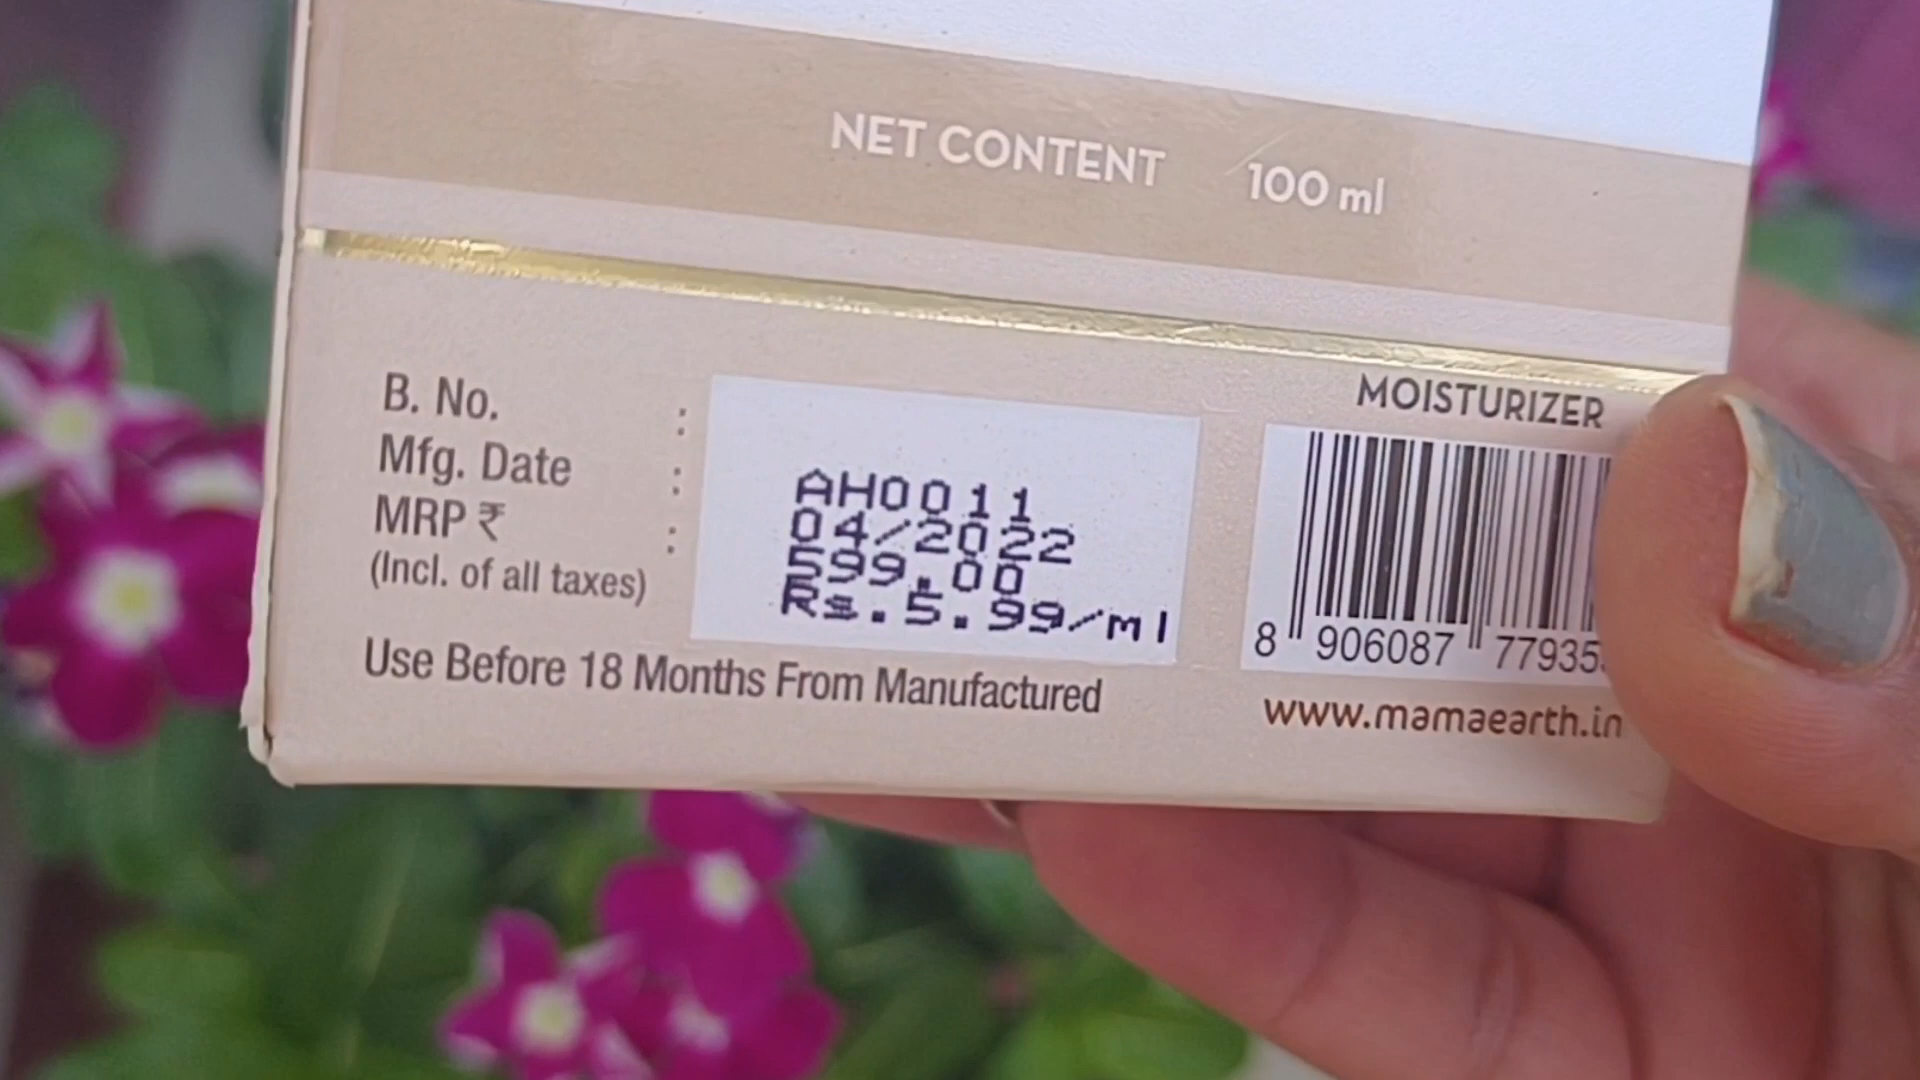 NET CONTENT 100 ml
B. No. : AH0011
Mfg. Date : 04/2022
MRP ₹ : 599.00
(Incl. of all taxes) Rs.5.99/ml
Use Before 18 Months From Manufactured
MOISTURIZER
8 906087 77935
www.mamaearth.in